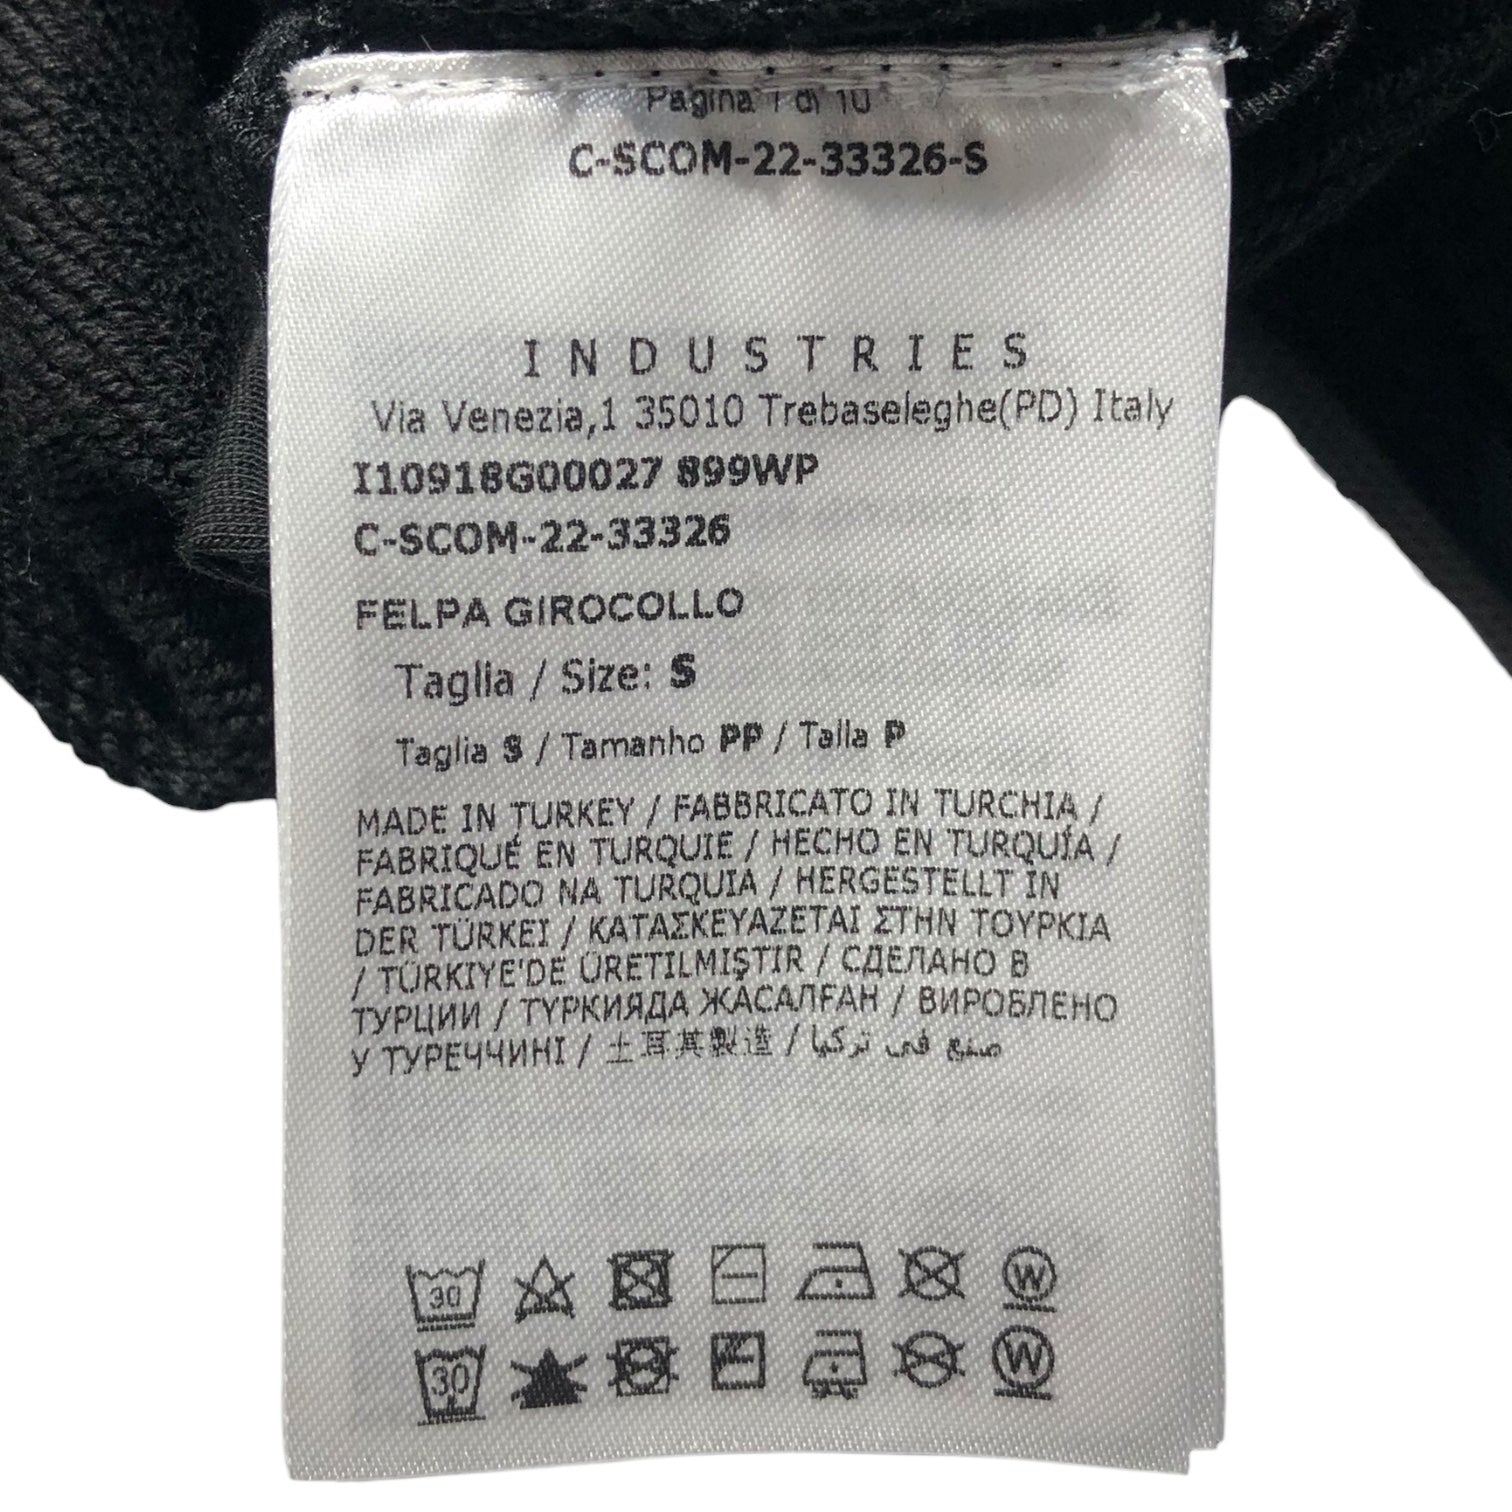 Pagina 1 di 10
C-SCOM-22-33326-S
INDUSTRIES
Via Venezia,1 35010 Trebaseleghe(PD) Italy
I10918G00027 899WP
C-SCOM-22-33326
FELPA GIROCOLLO
Taglia / Size: S
Taglia S / Tamanho PP / Talla P
MADE IN TURKEY / FABBRICATO IN TURCHIA /
FABRIQUÉ EN TURQUIE / HECHO EN TURQUÍA /
FABRICADO NA TURQUIA / HERGESTELLT IN
DER TÜRKEI / ΚΑΤΑΣΚΕΥΑΖΕΤΑΙ ΣΤΗΝ ΤΟΥΡΚΙΑ
/ TÜRKIYE'DE ÜRETILMIŞTIR / СДЕЛАНО В
ТУРЦИИ / ТҮРКИЯДА ЖАСАЛҒАН / ВИРОБЛЕНО
У ТУРЕЧЧИНІ / 土耳其製造 / صنع في تركيا
30 W
30 W